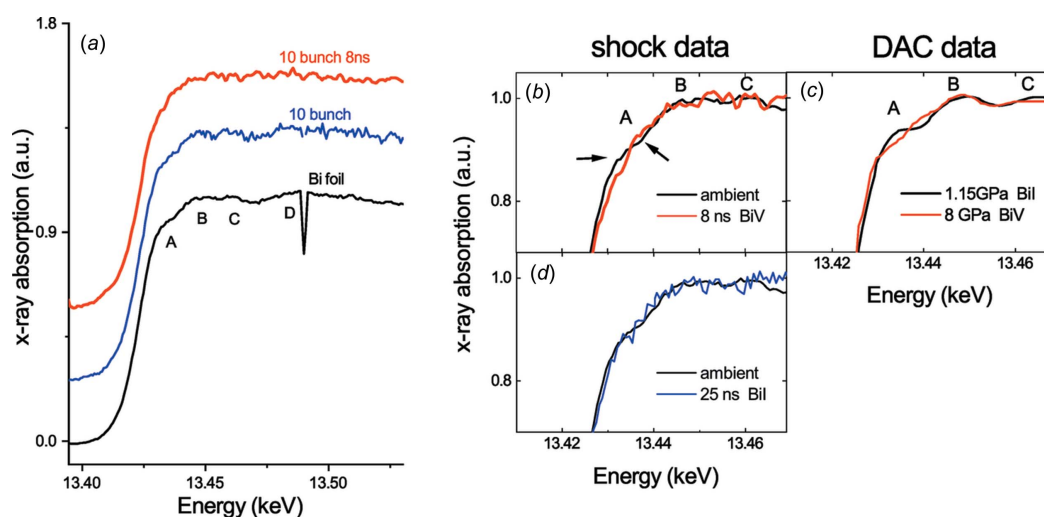 (a)
1.8
0.9
0.0
x-ray absorption (a.u.)
10 bunch 8ns
10 bunch
Bi foil
A
B
C
D
13.40
13.45
13.50
Energy (keV)
shock data
DAC data
(b)
1.0
0.8
x-ray absorption (a.u.)
A
B
C
ambient
8 ns BiV
(c)
A
B
C
1.15GPa BiI
8 GPa BiV
13.42
13.44
13.46
Energy (keV)
(d)
1.0
0.8
ambient
25 ns BiI
13.42
13.44
13.46
Energy (keV)